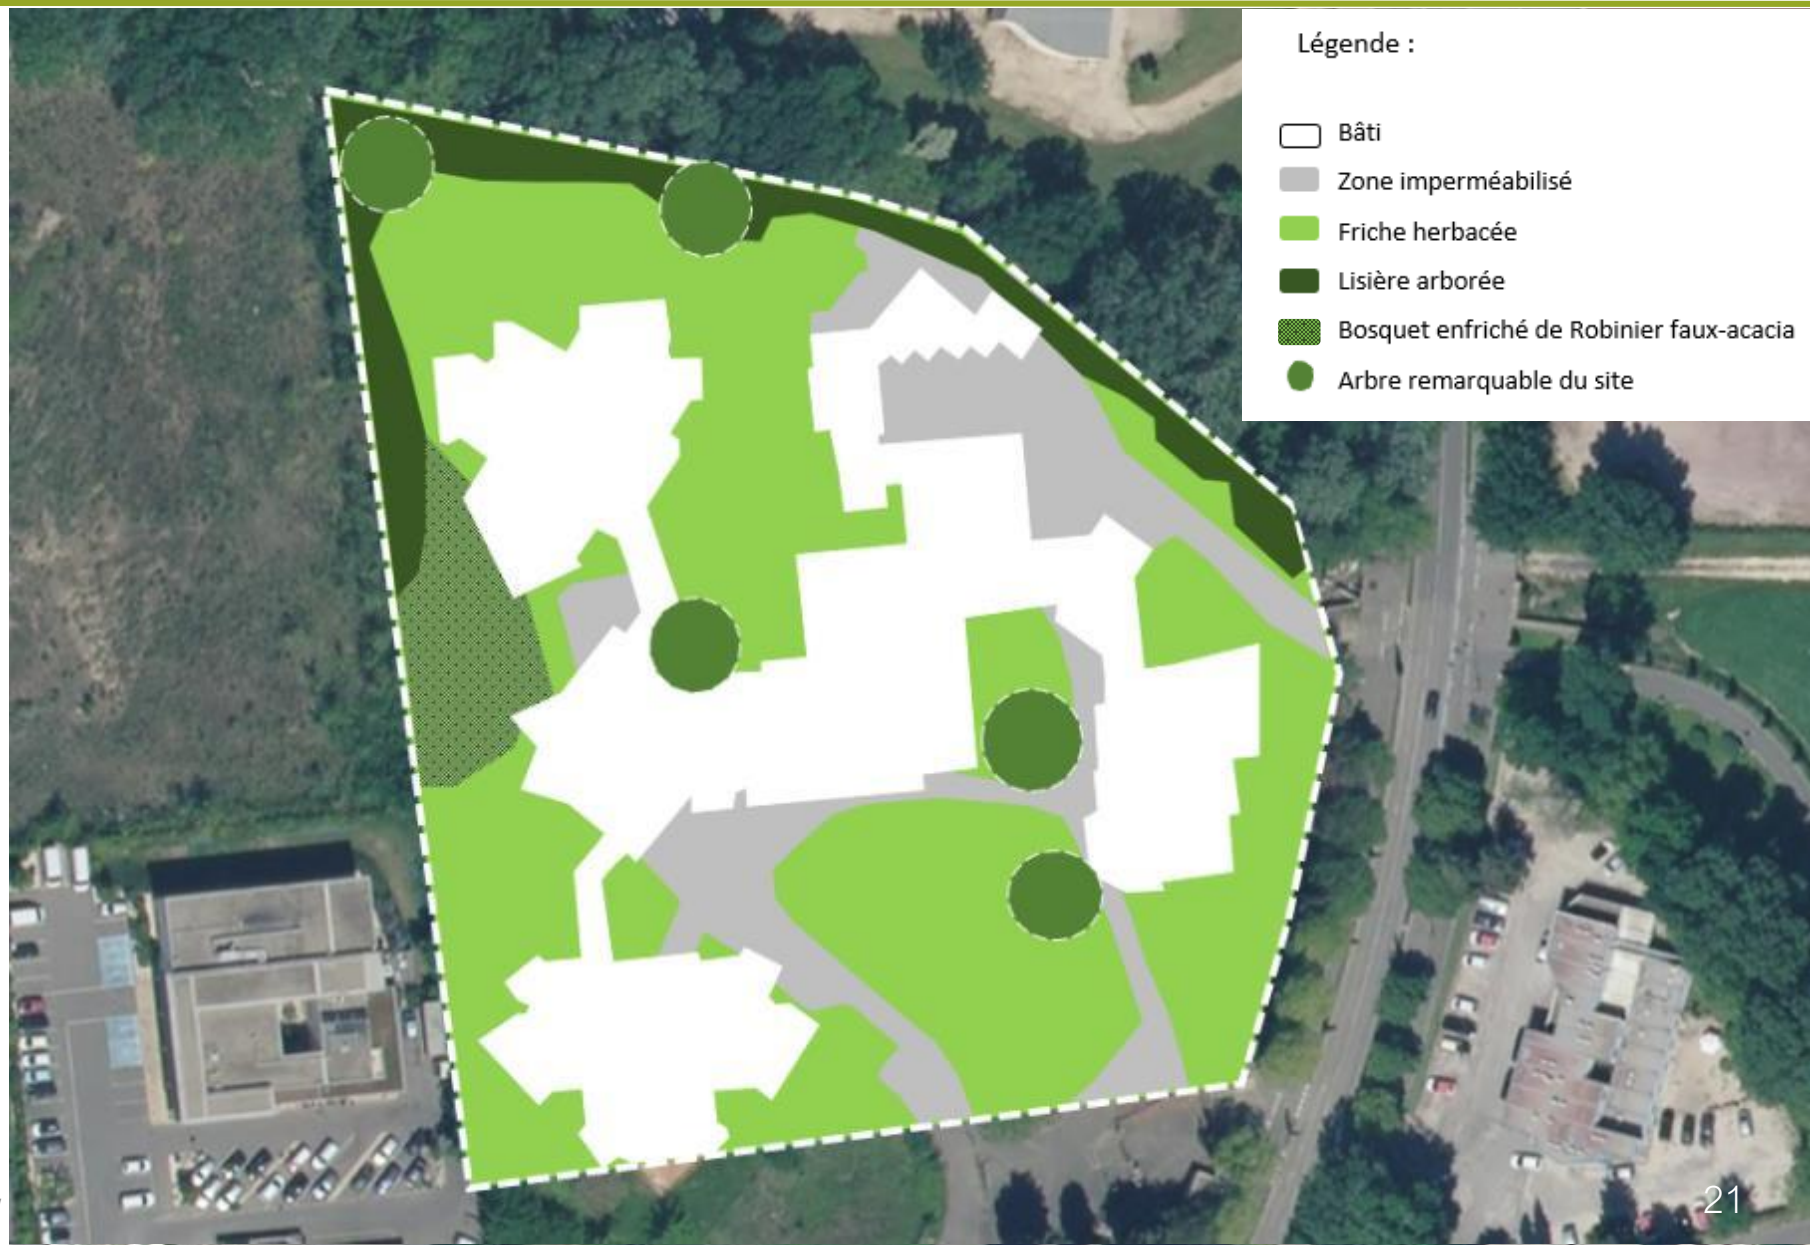 Légende :
Bâti
Zone imperméabilisé
Friche herbacée
Lisière arborée
Bosquet enfriché de Robinier faux-acacia
Arbre remarquable du site
21